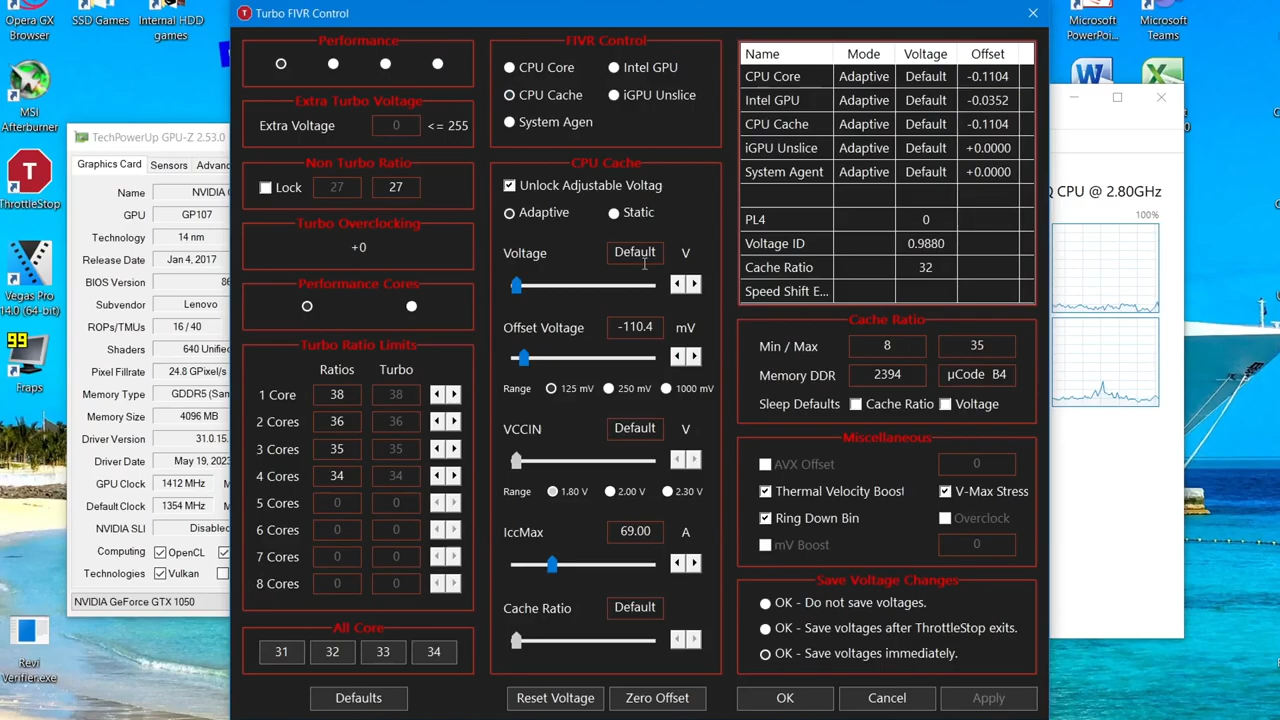 Opera GX
Browser
SSD Games
Internal HDD
games
MSI
Afterburner
ThrottleStop
Vegas Pro
14.0 (64-bit)
99
Fraps
Revi
Verifier.exe
Microsoft
PowerPoi...
Microsoft
Teams
TechPowerUp GPU-Z 2.53.0
Graphics Card
Sensors
Advan
Name
NVIDIA
GPU
GP107
Technology
14 nm
Release Date
Jan 4, 2017
BIOS Version
86
Subvendor
Lenovo
ROPs/TMUs
16 / 40
Shaders
640 Unifie
Pixel Fillrate
24.8 GPixel/s
Memory Type
GDDR5 (Sam
Memory Size
4096 MB
Driver Version
31.0.15.
Driver Date
May 19, 2023
GPU Clock
1412 MHz
Default Clock
1354 MHz
NVIDIA SLI
Disabled
Computing
OpenCL
Technologies
Vulkan
NVIDIA GeForce GTX 1050
Turbo FIVR Control
Performance
Extra Turbo Voltage
Extra Voltage
0
<= 255
Non Turbo Ratio
Lock
27
27
Turbo Overclocking
+0
Performance Cores
Turbo Ratio Limits
Ratios
Turbo
1 Core
38
38
2 Cores
36
36
3 Cores
35
35
4 Cores
34
34
5 Cores
0
0
6 Cores
0
0
7 Cores
0
0
8 Cores
0
0
All Core
31
32
33
34
Defaults
FIVR Control
CPU Core
Intel GPU
CPU Cache
iGPU Unslice
System Agen
CPU Cache
Unlock Adjustable Voltag
Adaptive
Static
Voltage
Default
V
Offset Voltage
-110.4
mV
Range
125 mV
250 mV
1000 mV
VCCIN
Default
V
Range
1.80 V
2.00 V
2.30 V
IccMax
69.00
A
Cache Ratio
Default
Reset Voltage
Zero Offset
Name
Mode
Voltage
Offset
CPU Core
Adaptive
Default
-0.1104
Intel GPU
Adaptive
Default
-0.0352
CPU Cache
Adaptive
Default
-0.1104
iGPU Unslice
Adaptive
Default
+0.0000
System Agent
Adaptive
Default
+0.0000
PL4
0
Voltage ID
0.9880
Cache Ratio
32
Speed Shift E...
Cache Ratio
Min / Max
8
35
Memory DDR
2394
µCode B4
Sleep Defaults
Cache Ratio
Voltage
Miscellaneous
AVX Offset
0
Thermal Velocity Boost
V-Max Stress
Ring Down Bin
Overclock
mV Boost
0
Save Voltage Changes
OK - Do not save voltages.
OK - Save voltages after ThrottleStop exits.
OK - Save voltages immediately.
OK
Cancel
Apply
Q CPU @ 2.80GHz
100%